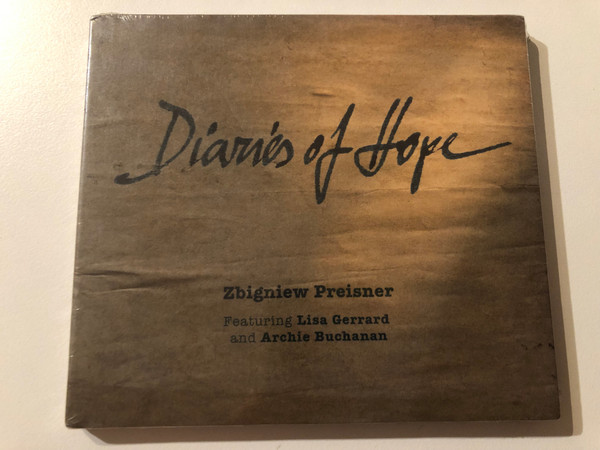 Diaries of Hope
Zbigniew Preisner
Featuring Lisa Gerrard
and Archie Buchanan